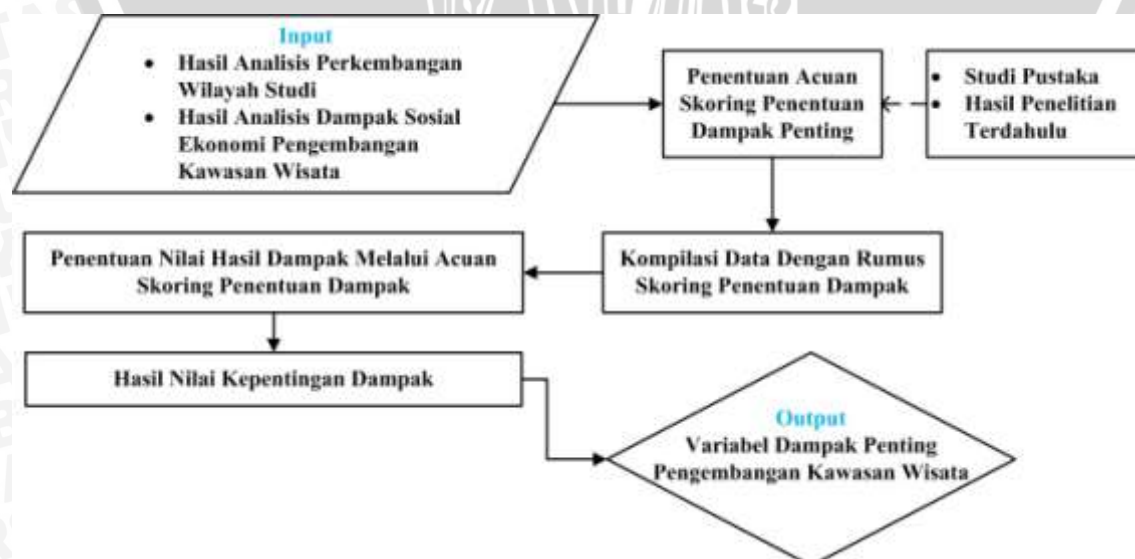 Input
• Hasil Analisis Perkembangan
Wilayah Studi
• Hasil Analisis Dampak Sosial
Ekonomi Pengembangan
Kawasan Wisata
Penentuan Acuan
Skoring Penentuan
Dampak Penting
• Studi Pustaka
• Hasil Penelitian
Terdahulu
Kompilasi Data Dengan Rumus
Skoring Penentuan Dampak
Penentuan Nilai Hasil Dampak Melalui Acuan
Skoring Penentuan Dampak
Hasil Nilai Kepentingan Dampak
Output
Variabel Dampak Penting
Pengembangan Kawasan Wisata